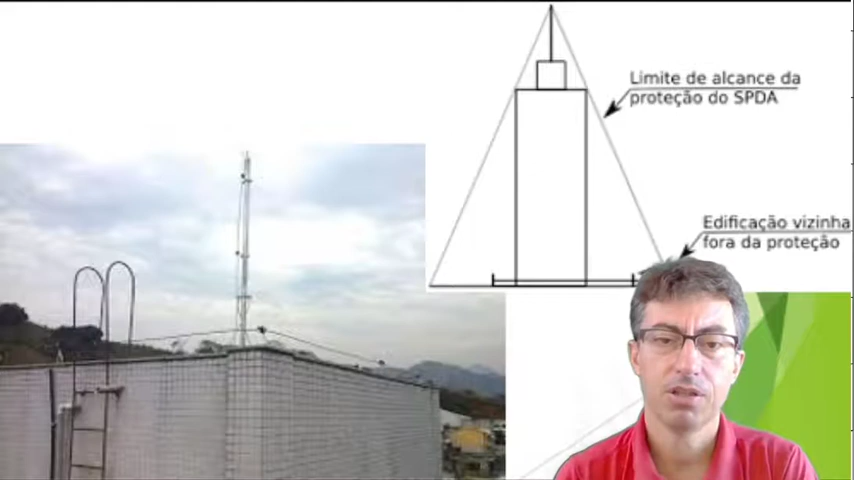 Limite de alcance da
proteção do SPDA
Edificação vizinha
fora da proteção